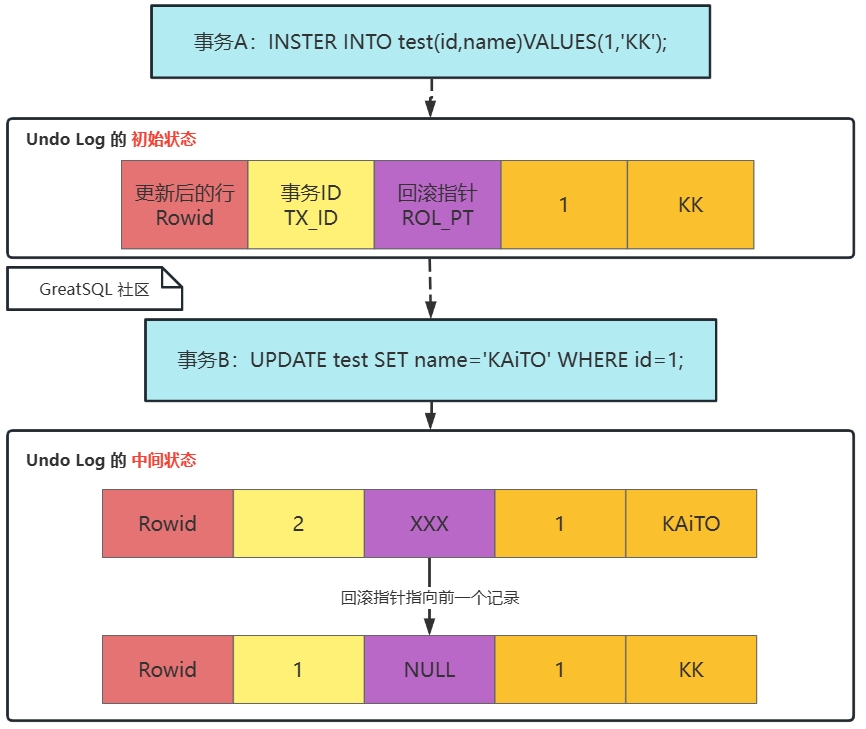 事务A：INSTER INTO test(id,name)VALUES(1,'KK');
Undo Log 的 初始状态
更新后的行 事务ID 回滚指针 1 KK
Rowid TX_ID ROL_PT
GreatSQL 社区
事务B：UPDATE test SET name='KAiTO' WHERE id=1;
Undo Log 的 中间状态
Rowid 2 XXX 1 KAiTO
回滚指针指向前一个记录
Rowid 1 NULL 1 KK